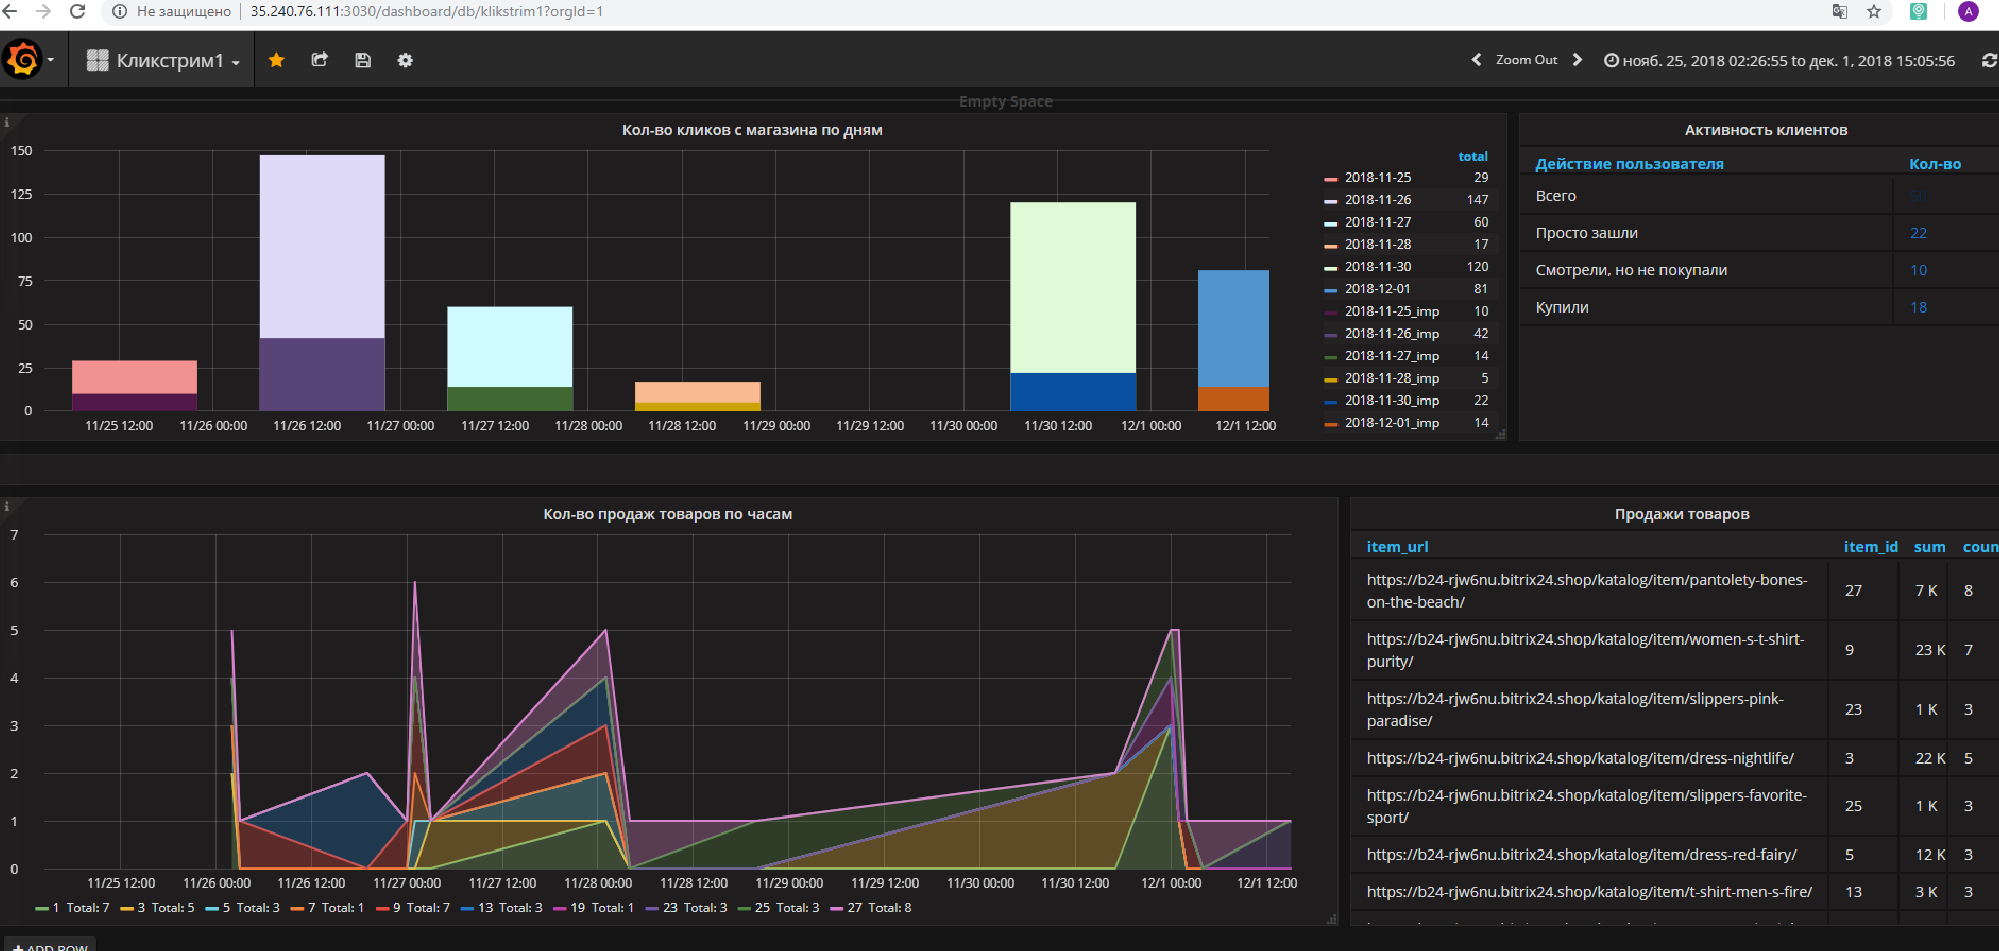 Не защищено | 35.240.76.111:3030/dashboard/db/klikstrim1?orgId=1
A
Кликстрим1
Zoom Out
нояб. 25, 2018 02:26:55 to дек. 1, 2018 15:05:56
Empty Space
Кол-во кликов с магазина по дням
150
125
100
75
50
25
0
11/25 12:00 11/26 00:00 11/26 12:00 11/27 00:00 11/27 12:00 11/28 00:00 11/28 12:00 11/29 00:00 11/29 12:00 11/30 00:00 11/30 12:00 12/1 00:00 12/1 12:00
total
2018-11-25 29
2018-11-26 147
2018-11-27 60
2018-11-28 17
2018-11-30 120
2018-12-01 81
2018-11-25_imp 10
2018-11-26_imp 42
2018-11-27_imp 14
2018-11-28_imp 5
2018-11-30_imp 22
2018-12-01_imp 14
Активность клиентов
Действие пользователя Кол-во
Всего
Просто зашли 22
Смотрели, но не покупали 10
Купили 18
Кол-во продаж товаров по часам
7
6
5
4
3
2
1
0
11/25 12:00 11/26 00:00 11/26 12:00 11/27 00:00 11/27 12:00 11/28 00:00 11/28 12:00 11/29 00:00 11/29 12:00 11/30 00:00 11/30 12:00 12/1 00:00 12/1 12:00
1 Total: 7 3 Total: 5 5 Total: 3 7 Total: 1 9 Total: 7 13 Total: 3 19 Total: 1 23 Total: 3 25 Total: 3 27 Total: 8
Продажи товаров
item_url item_id sum coun
https://b24-rjw6nu.bitrix24.shop/katalog/item/pantolety-bones-
on-the-beach/ 27 7 K 8
https://b24-rjw6nu.bitrix24.shop/katalog/item/women-s-t-shirt-
purity/ 9 23 K 7
https://b24-rjw6nu.bitrix24.shop/katalog/item/slippers-pink-
paradise/ 23 1 K 3
https://b24-rjw6nu.bitrix24.shop/katalog/item/dress-nightlife/ 3 22 K 5
https://b24-rjw6nu.bitrix24.shop/katalog/item/slippers-favorite-
sport/ 25 1 K 3
https://b24-rjw6nu.bitrix24.shop/katalog/item/dress-red-fairy/ 5 12 K 3
https://b24-rjw6nu.bitrix24.shop/katalog/item/t-shirt-men-s-fire/ 13 3 K 3
+ ADD ROW